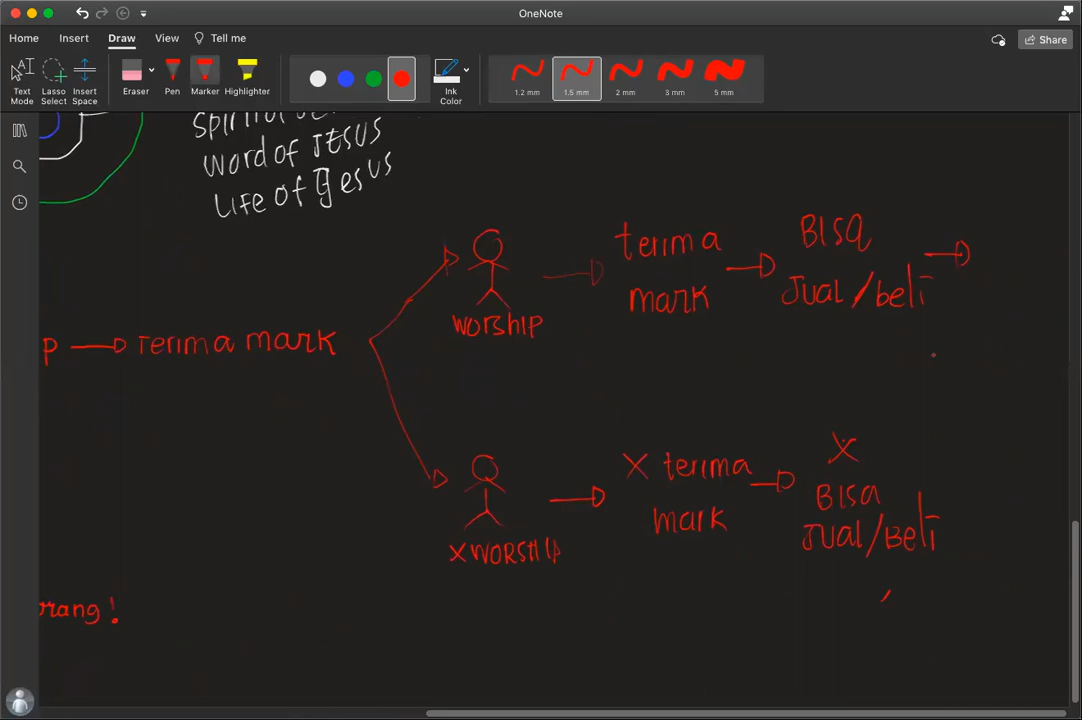 OneNote
Home Insert Draw View Tell me
Share
Text Mode
Lasso Select
Insert Space
Eraser
Pen
Marker
Highlighter
Ink Color
1.2 mm
1.5 mm
2 mm
3 mm
5 mm
Word of Jesus
Life of Jesus
terima
mark
BISa
Jual/beli
worship
P
Terima mark
X terima
mark
X
BISa
Jual/Beli
X WORSHIP
rang!